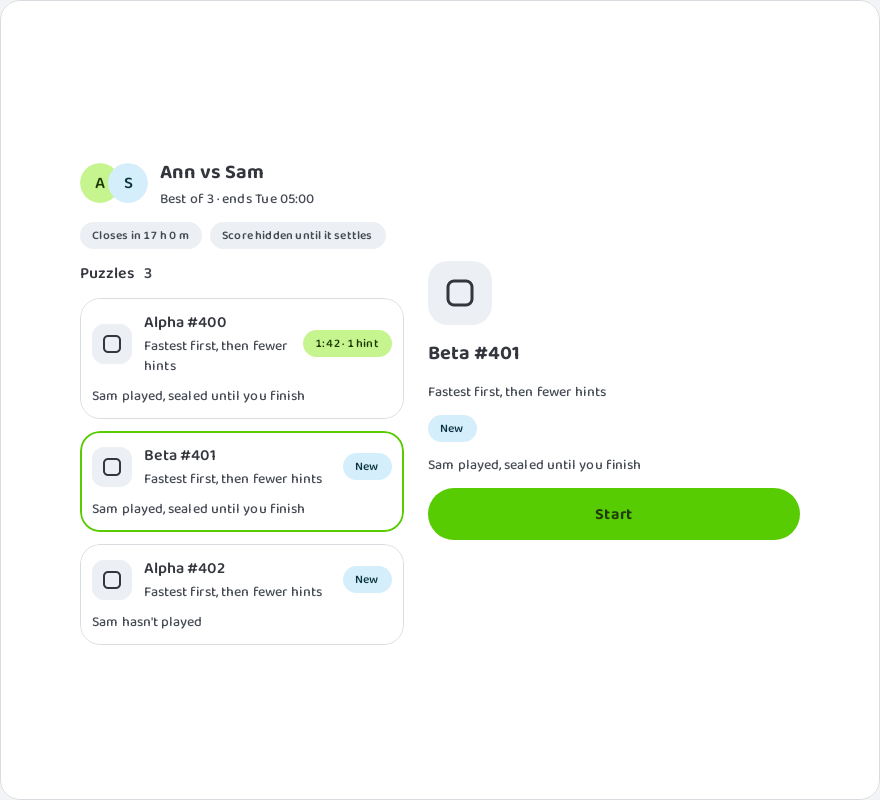 A
S
Ann vs Sam
Best of 3 · ends Tue 05:00
Closes in 17 h 0 m
Score hidden until it settles
Puzzles 3
Alpha #400
Fastest first, then fewer
hints
1:42 · 1 hint
Sam played, sealed until you finish
Beta #401
Fastest first, then fewer hints
New
Sam played, sealed until you finish
Alpha #402
Fastest first, then fewer hints
New
Sam hasn't played
Beta #401
Fastest first, then fewer hints
New
Sam played, sealed until you finish
Start